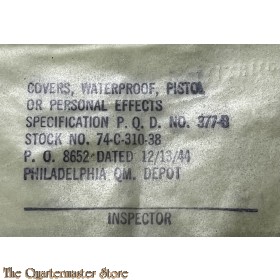 COVERS, WATERPROOF, PISTOL
OR PERSONAL EFFECTS
SPECIFICATION P. Q. D. NO. 377-B
STOCK NO. 74-C-310-38
P. O. 8652 DATED 12/13/44
PHILADELPHIA QM. DEPOT
INSPECTOR
The Quartermaster Store